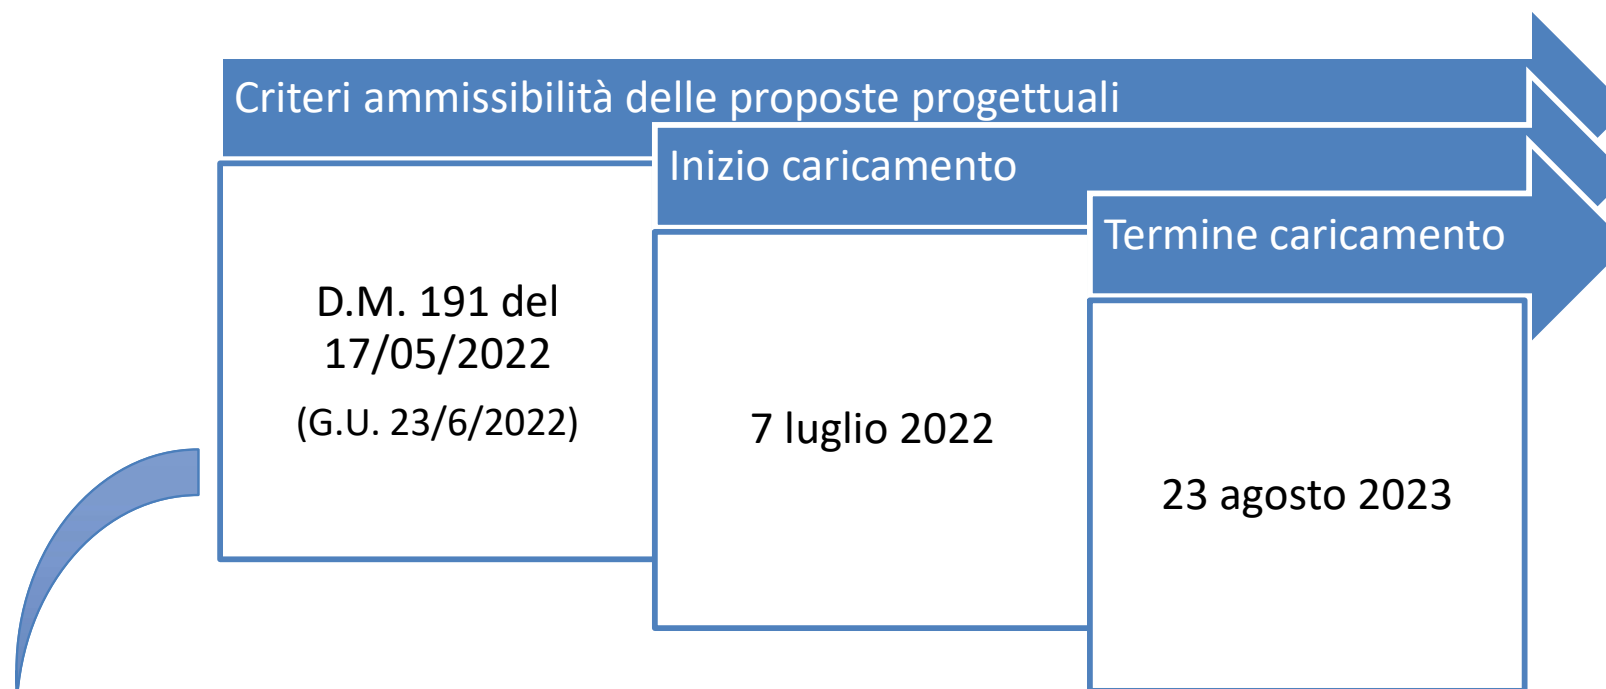 Criteri ammissibilità delle proposte progettuali
D.M. 191 del
17/05/2022
(G.U. 23/6/2022)
Inizio caricamento
7 luglio 2022
Termine caricamento
23 agosto 2023